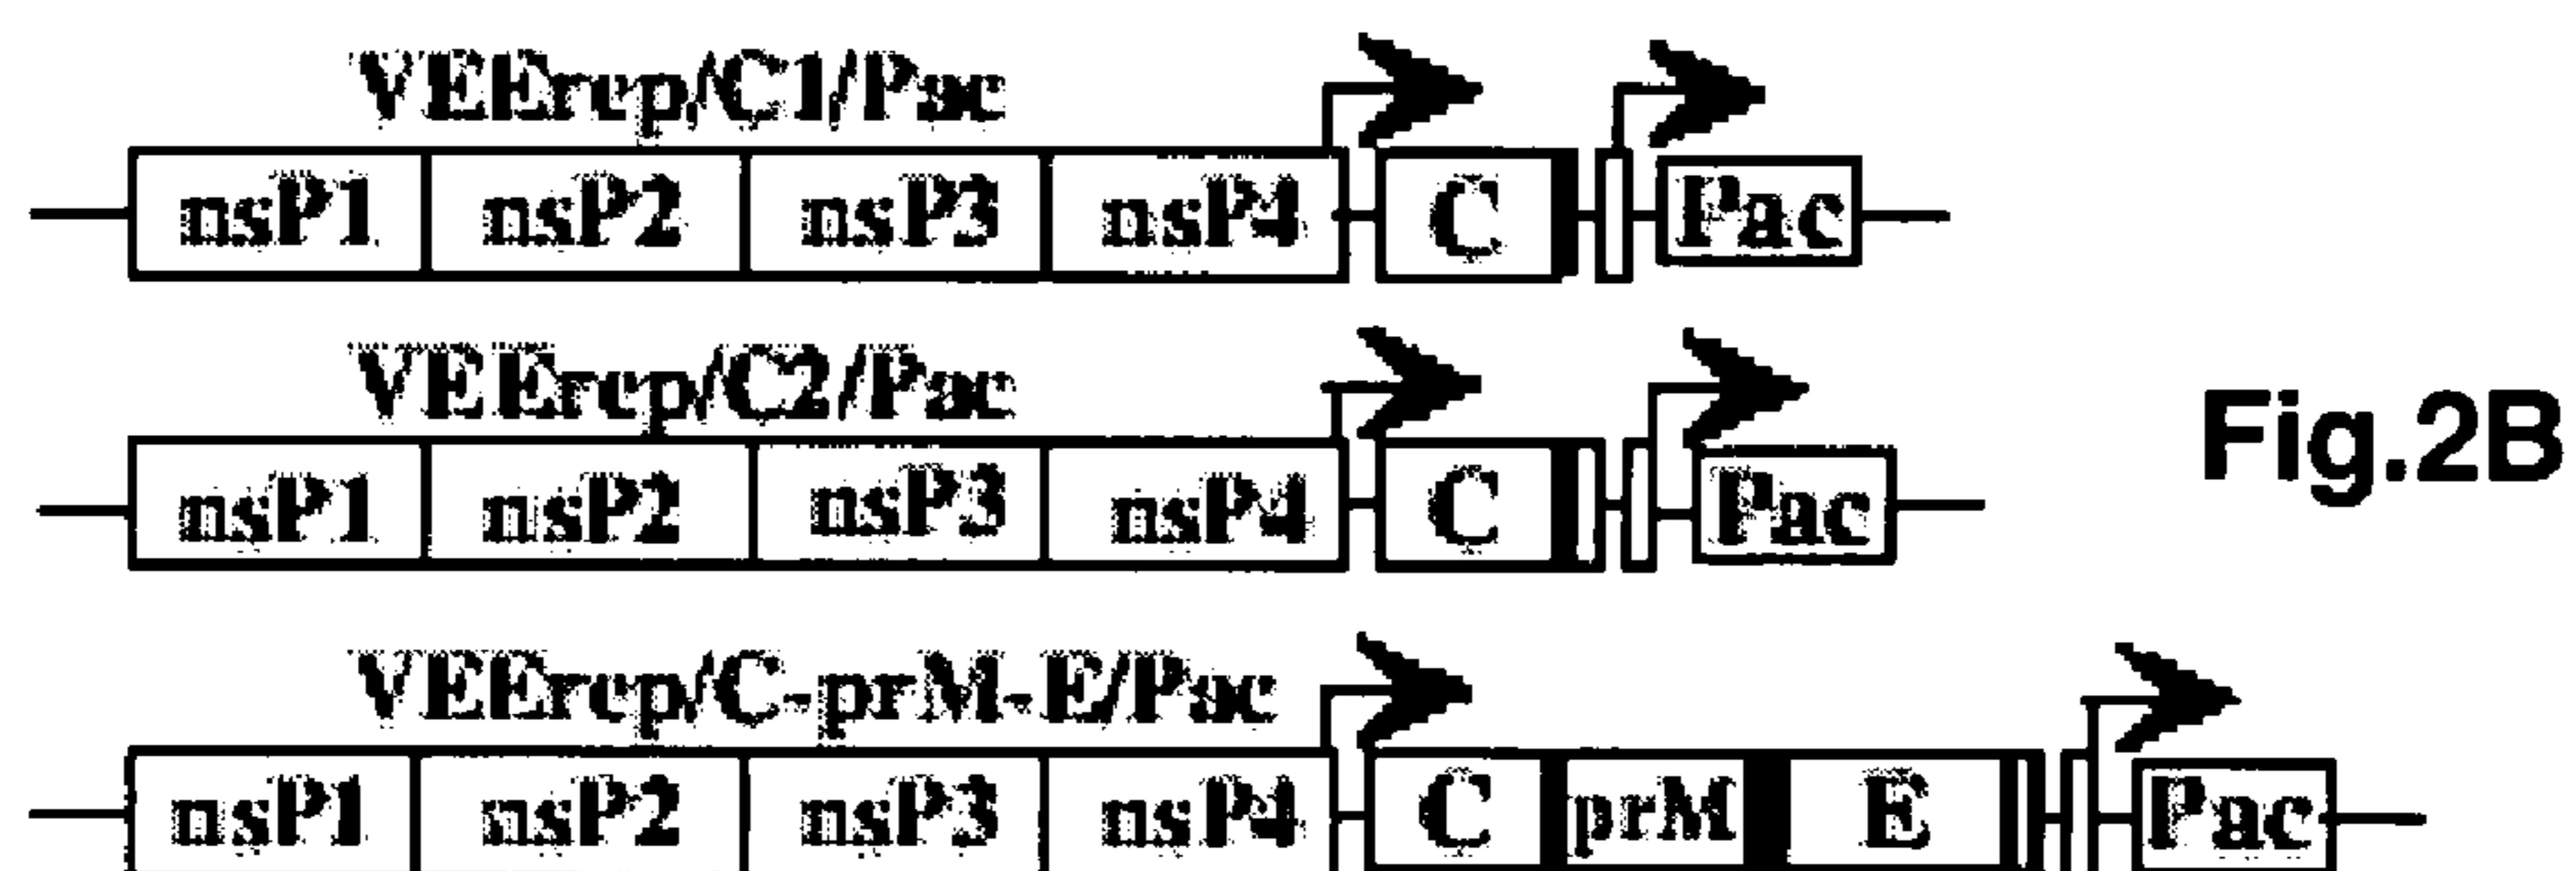 VEErep/C1/Pac
nsP1 nsP2 nsP3 nsP4 C Pac
VEErep/C2/Pac
nsP1 nsP2 nsP3 nsP4 C Pac
Fig.2B
VEErep/C-prM-E/Pac
nsP1 nsP2 nsP3 nsP4 C prM E Pac